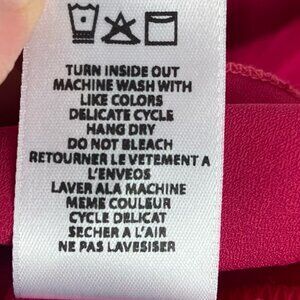 TURN INSIDE OUT
MACHINE WASH WITH
LIKE COLORS
DELICATE CYCLE
HANG DRY
DO NOT BLEACH
RETOURNER LE VETEMENT A
L'ENVEOS
LAVER ALA MACHINE
MEME COULEUR
CYCLE DELICAT
SECHER A L'AIR
NE PAS LAVESISER